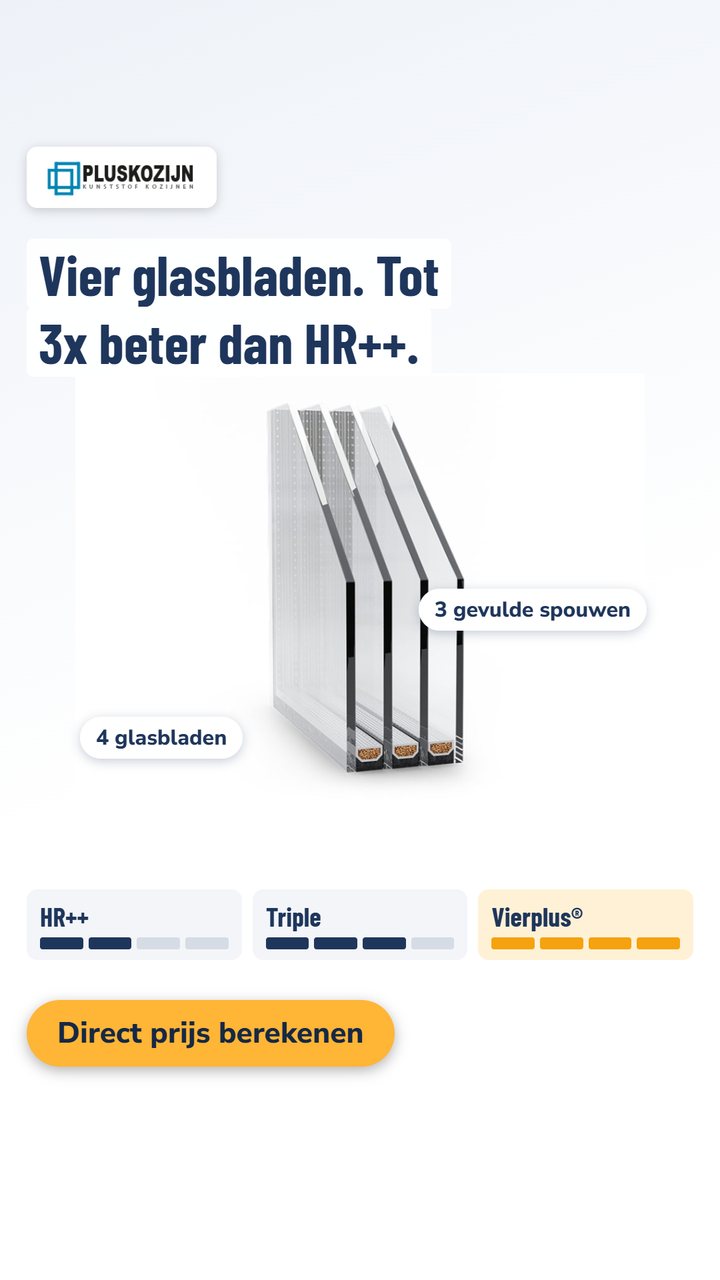 PLUSKOZIJN
KUNSTSTOF KOZIJNEN
Vier glasbladen. Tot
3x beter dan HR++.
3 gevulde spouwen
4 glasbladen
HR++
Triple
Vierplus®
Direct prijs berekenen